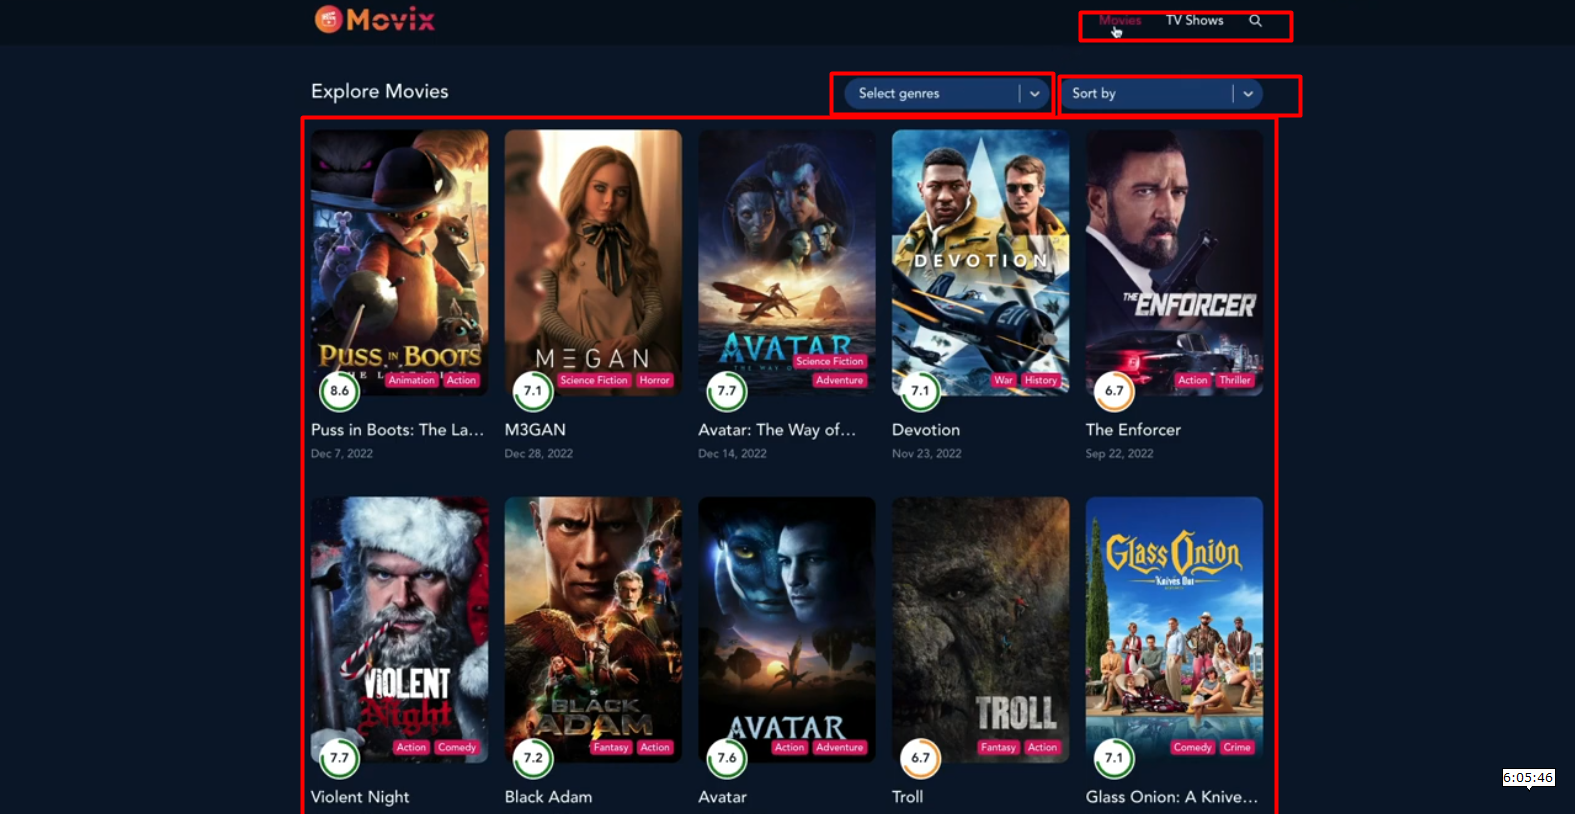 Movix
Movies TV Shows
Explore Movies
Select genres
Sort by
PUSS IN BOOTS
THE LAST WISH
Animation Action
8.6
Puss in Boots: The La...
Dec 7, 2022
M3GAN
Science Fiction Horror
7.1
M3GAN
Dec 28, 2022
AVATAR
THE WAY OF
Science Fiction
Adventure
7.7
Avatar: The Way of...
Dec 14, 2022
DEVOTION
War History
7.1
Devotion
Nov 23, 2022
THE ENFORCER
Action Thriller
6.7
The Enforcer
Sep 22, 2022
VIOLENT
Night
Action Comedy
7.7
Violent Night
DC
BLACK
ADAM
Fantasy Action
7.2
Black Adam
AVATAR
Action Adventure
7.6
Avatar
TROLL
Fantasy Action
6.7
Troll
Glass Onion
Knives Out
Comedy Crime
7.1
Glass Onion: A Knive...
6:05:46